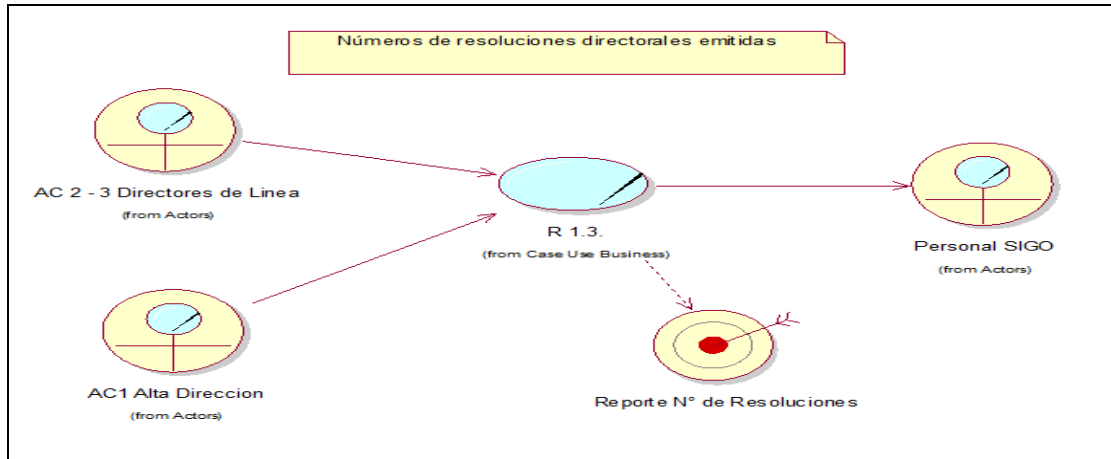 Números de resoluciones directorales emitidas
AC 2 - 3 Directores de Linea
(from Actors)
R 1.3.
(from Case Use Business)
Personal SIGO
(from Actors)
AC1 Alta Direccion
(from Actors)
Reporte N° de Resoluciones